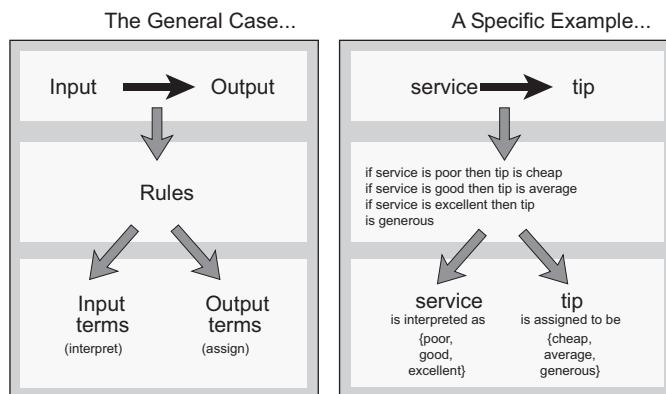 The General Case...
Input Output
Rules
Input
terms
(interpret)
Output
terms
(assign)
A Specific Example...
service tip
if service is poor then tip is cheap
if service is good then tip is average
if service is excellent then tip
is generous
service
is interpreted as
{poor,
good,
excellent}
tip
is assigned to be
{cheap,
average,
generous}